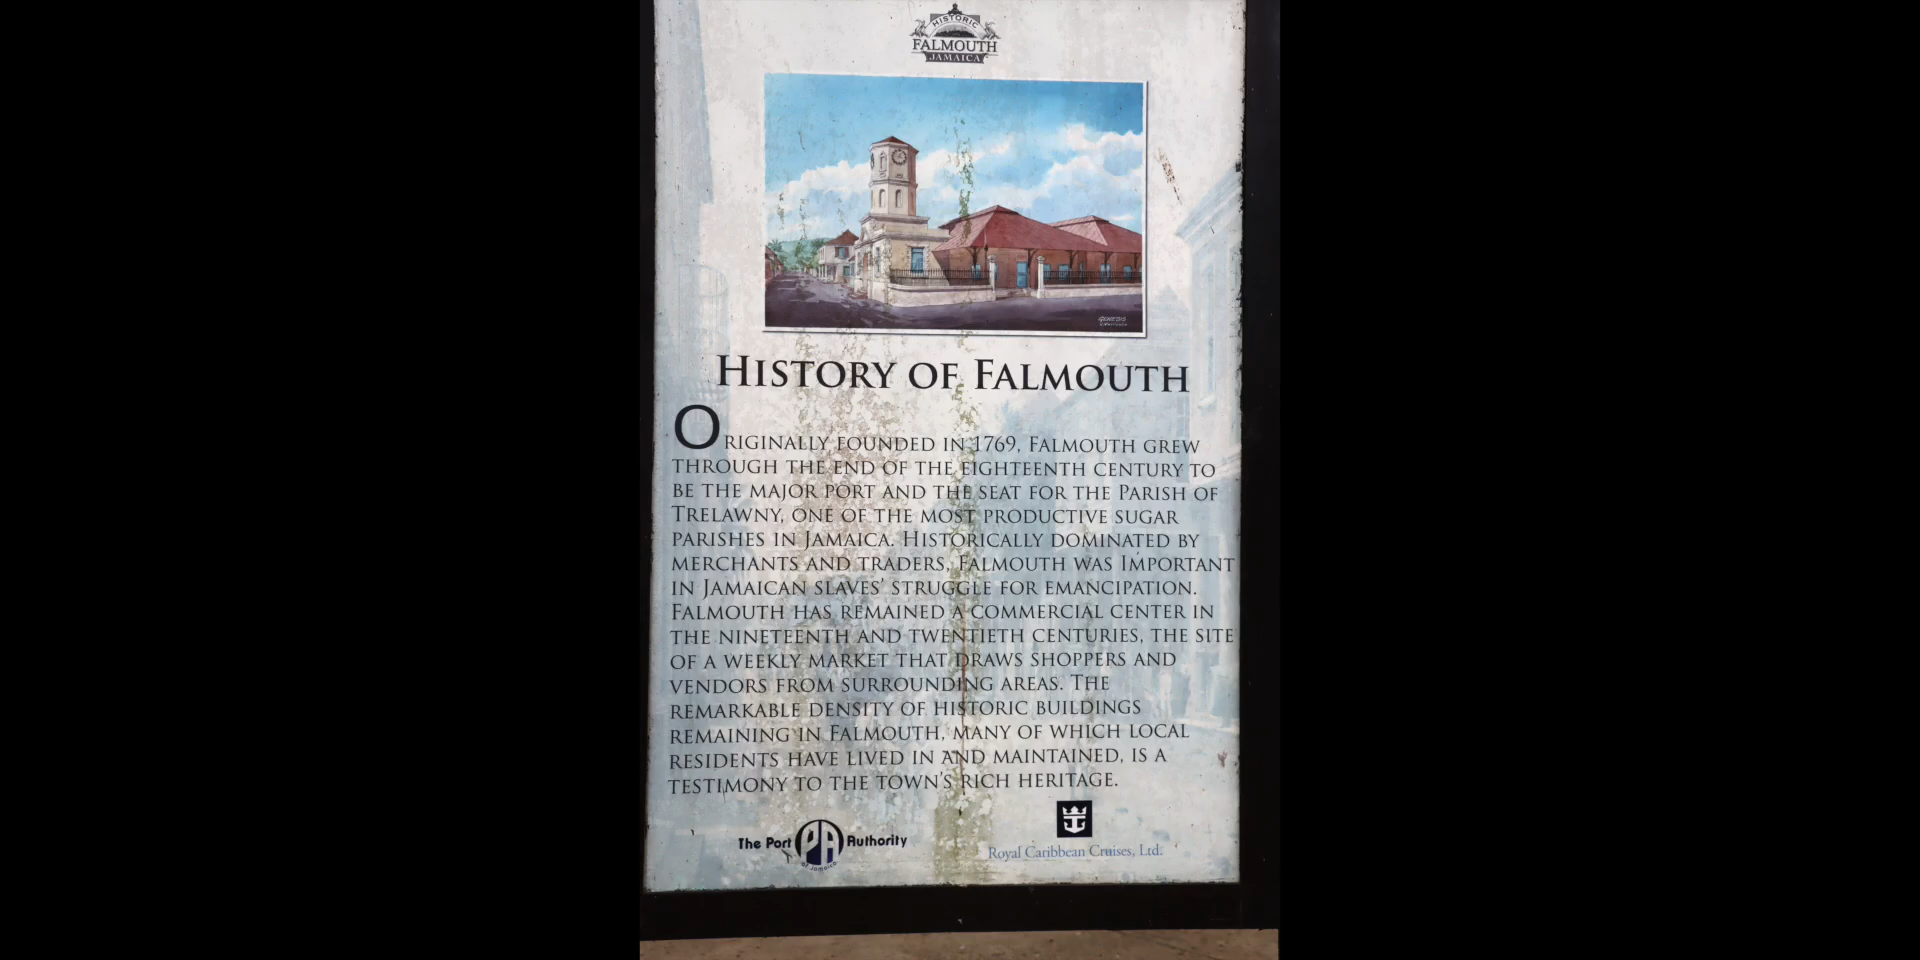 HISTORIC
FALMOUTH
JAMAICA
HISTORY OF FALMOUTH
ORIGINALLY FOUNDED IN 1769, FALMOUTH GREW
THROUGH THE END OF THE EIGHTEENTH CENTURY TO
BE THE MAJOR PORT AND THE SEAT FOR THE PARISH OF
TRELAWNY, ONE OF THE MOST PRODUCTIVE SUGAR
PARISHES IN JAMAICA. HISTORICALLY DOMINATED BY
MERCHANTS AND TRADERS, FALMOUTH WAS IMPORTANT
IN JAMAICAN SLAVES' STRUGGLE FOR EMANCIPATION.
FALMOUTH HAS REMAINED A COMMERCIAL CENTER IN
THE NINETEENTH AND TWENTIETH CENTURIES, THE SITE
OF A WEEKLY MARKET THAT DRAWS SHOPPERS AND
VENDORS FROM SURROUNDING AREAS. THE
REMARKABLE DENSITY OF HISTORIC BUILDINGS
REMAINING IN FALMOUTH, MANY OF WHICH LOCAL
RESIDENTS HAVE LIVED IN AND MAINTAINED, IS A
TESTIMONY TO THE TOWN'S RICH HERITAGE.
The Port PA Authority
of Jamaica
Royal Caribbean Cruises, Ltd.